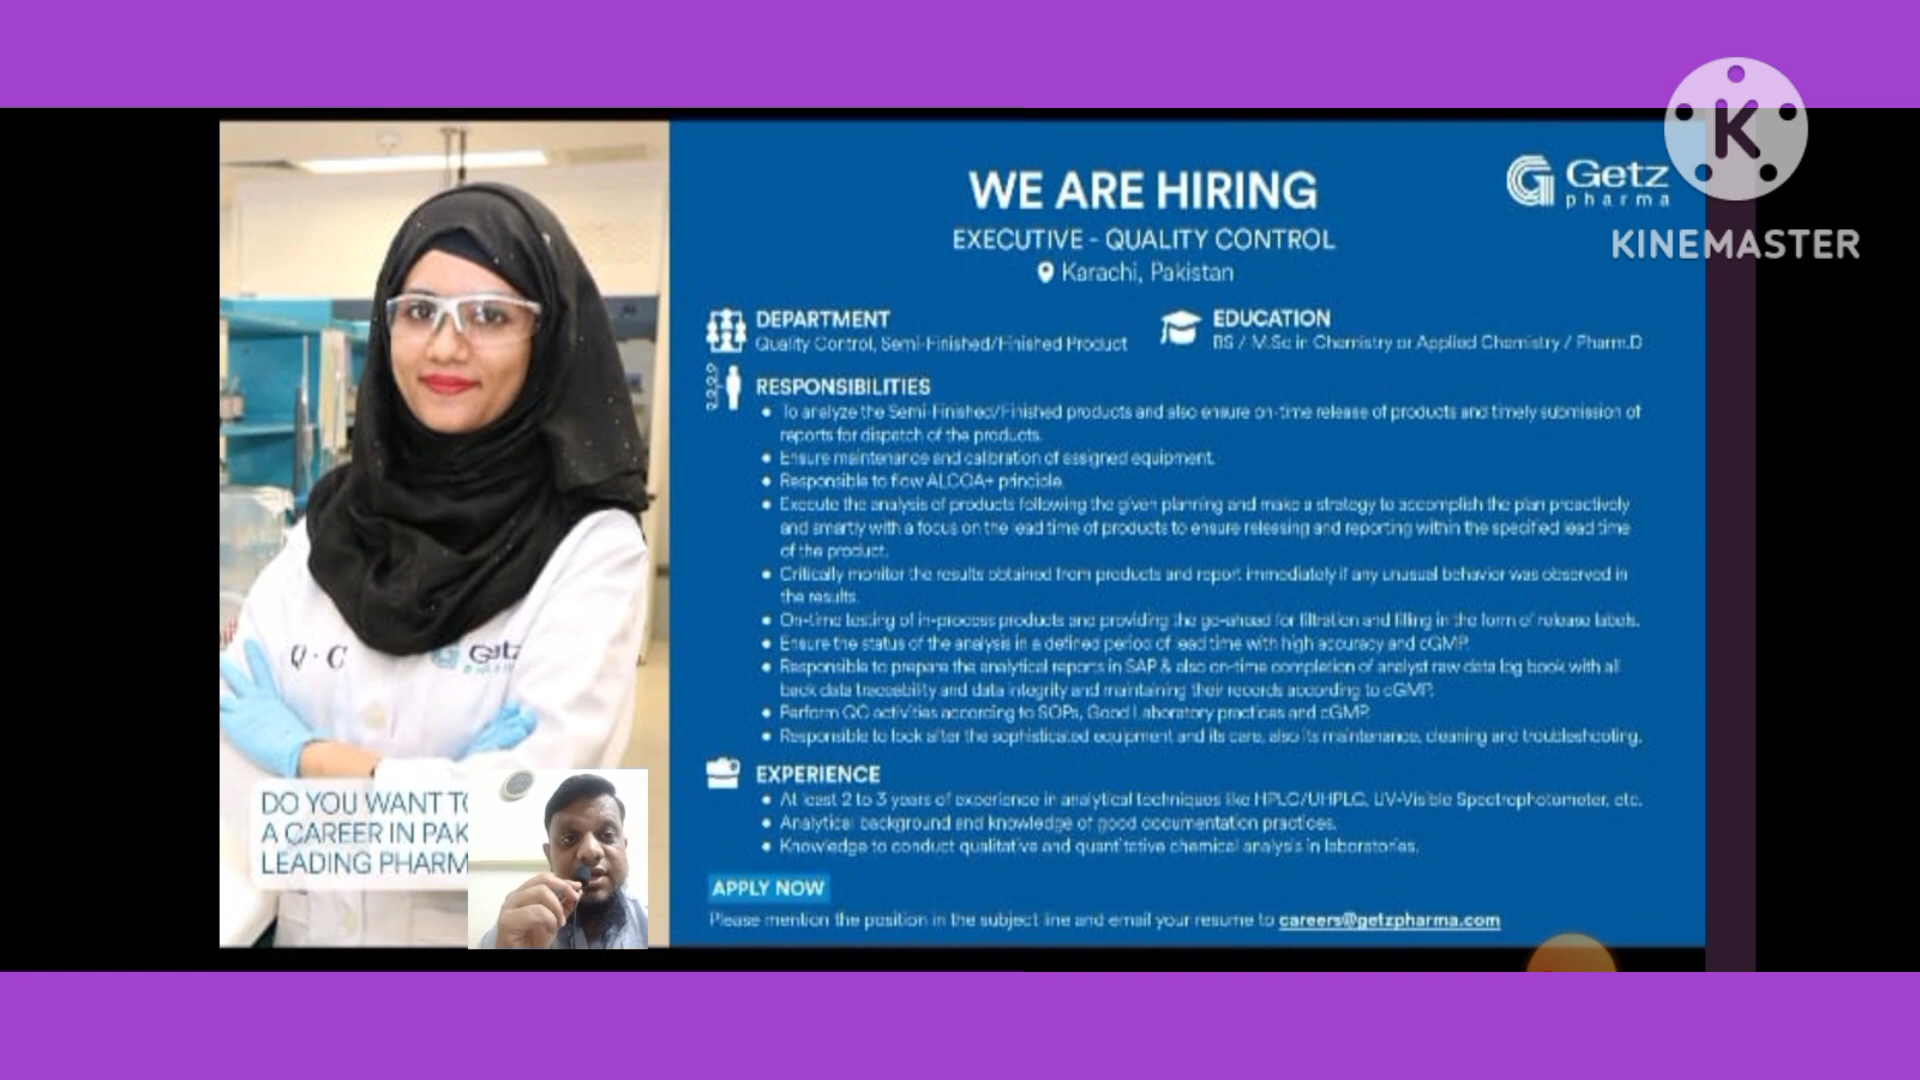 WE ARE HIRING
EXECUTIVE - QUALITY CONTROL
Karachi, Pakistan
Getz
pharma
K
KINEMASTER
DEPARTMENT
Quality Control, Semi-Finished/Finished Product
EDUCATION
BS / M.Sc in Chemistry or Applied Chemistry / Pharm.D
RESPONSIBILITIES
• To analyze the Semi-Finished/Finished products and also ensure on-time release of products and timely submission of
reports for dispatch of the products.
• Ensure maintenance and calibration of assigned equipment.
• Responsible to flow ALCOA+ principle.
• Execute the analysis of products following the given planning and make a strategy to accomplish the plan proactively
and smartly with a focus on the lead time of products to ensure releasing and reporting within the specified lead time
of the product.
• Critically monitor the results obtained from products and report immediately if any unusual behavior was observed in
the results.
• On-time testing of in-process products and providing the go-ahead for filtration and filling in the form of release labels.
• Ensure the status of the analysis in a defined period of lead time with high accuracy and cGMP.
• Responsible to prepare the analytical reports in SAP & also on-time completion of analyst raw data log book with all
back data traceability and data integrity and maintaining their records according to cGMP.
• Perform QC activities according to SOPs, Good Laboratory practices and cGMP.
• Responsible to look after the sophisticated equipment and its care, also its maintenance, cleaning and troubleshooting.
EXPERIENCE
• At least 2 to 3 years of experience in analytical techniques like HPLC/UHPLC, UV-Visible Spectrophotometer, etc.
• Analytical background and knowledge of good documentation practices.
• Knowledge to conduct qualitative and quantitative chemical analysis in laboratories.
APPLY NOW
Please mention the position in the subject line and email your resume to careers@getzpharma.com
Q.C
Getz
DO YOU WANT TO
A CAREER IN PAK
LEADING PHARM